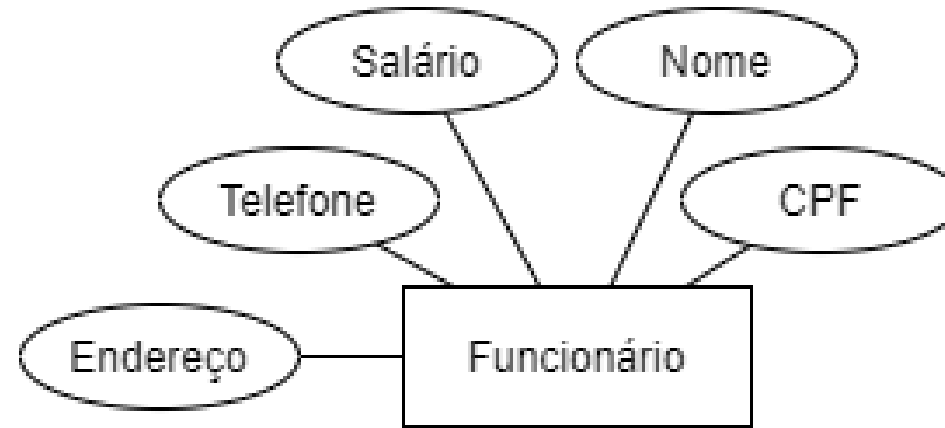 Salário
Nome
Telefone
CPF
Endereço
Funcionário